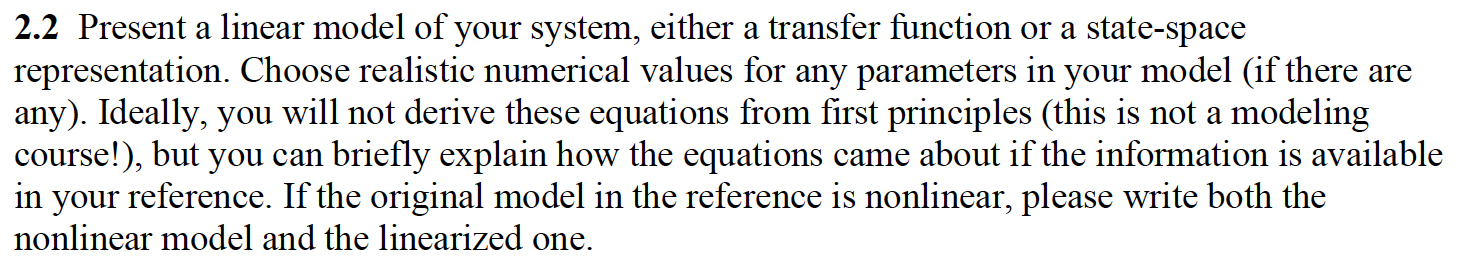 2.2 Present a linear model of your system, either a transfer function or a state-space
representation. Choose realistic numerical values for any parameters in your model (if there are
any). Ideally, you will not derive these equations from first principles (this is not a modeling
course!), but you can briefly explain how the equations came about if the information is available
in your reference. If the original model in the reference is nonlinear, please write both the
nonlinear model and the linearized one.